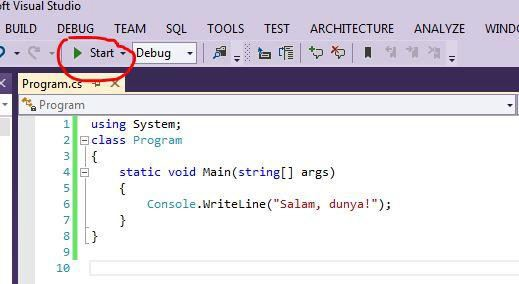 oft Visual Studio
BUILD DEBUG TEAM SQL TOOLS TEST ARCHITECTURE ANALYZE WINDO
Start Debug
Program.cs
Program
1 using System;
2 class Program
3 {
4 static void Main(string[] args)
5 {
6 Console.WriteLine("Salam, dunya!");
7 }
8 }
9
10